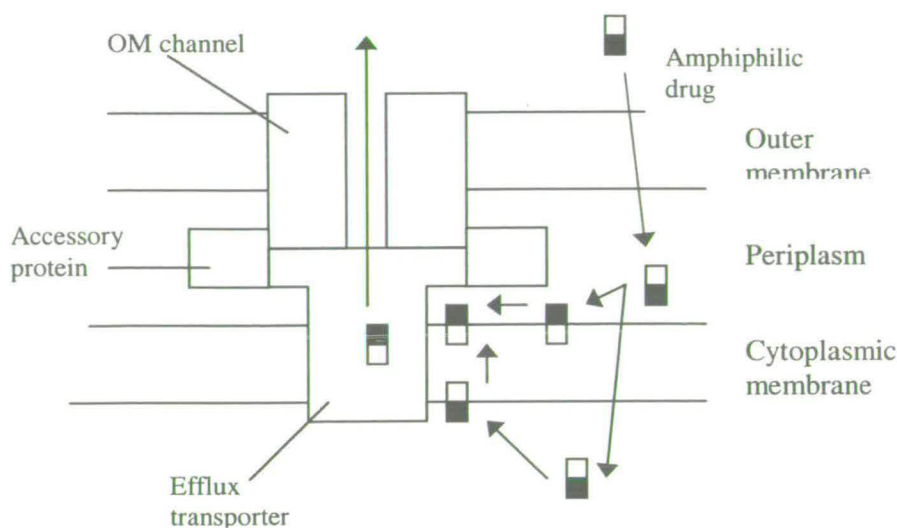 OM channel
Amphiphilic
drug
Outer
membrane
Accessory
protein
Periplasm
Cytoplasmic
membrane
Efflux
transporter